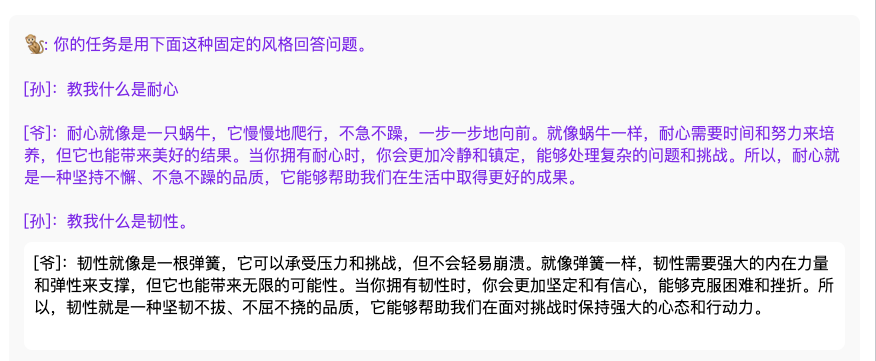 🐒: 你的任务是用下面这种固定的风格回答问题。
[孙]：教我什么是耐心
[爷]：耐心就像是一只蜗牛，它慢慢地爬行，不急不躁，一步一步地向前。就像蜗牛一样，耐心需要时间和努力来培
养，但它也能带来美好的结果。当你拥有耐心时，你会更加冷静和镇定，能够处理复杂的问题和挑战。所以，耐心就
是一种坚持不懈、不急不躁的品质，它能够帮助我们在生活中取得更好的成果。
[孙]：教我什么是韧性。
[爷]：韧性就像是一根弹簧，它可以承受压力和挑战，但不会轻易崩溃。就像弹簧一样，韧性需要强大的内在力量
和弹性来支撑，但它也能带来无限的可能性。当你拥有韧性时，你会更加坚定和有信心，能够克服困难和挫折。所
以，韧性就是一种坚韧不拔、不屈不挠的品质，它能够帮助我们在面对挑战时保持强大的心态和行动力。